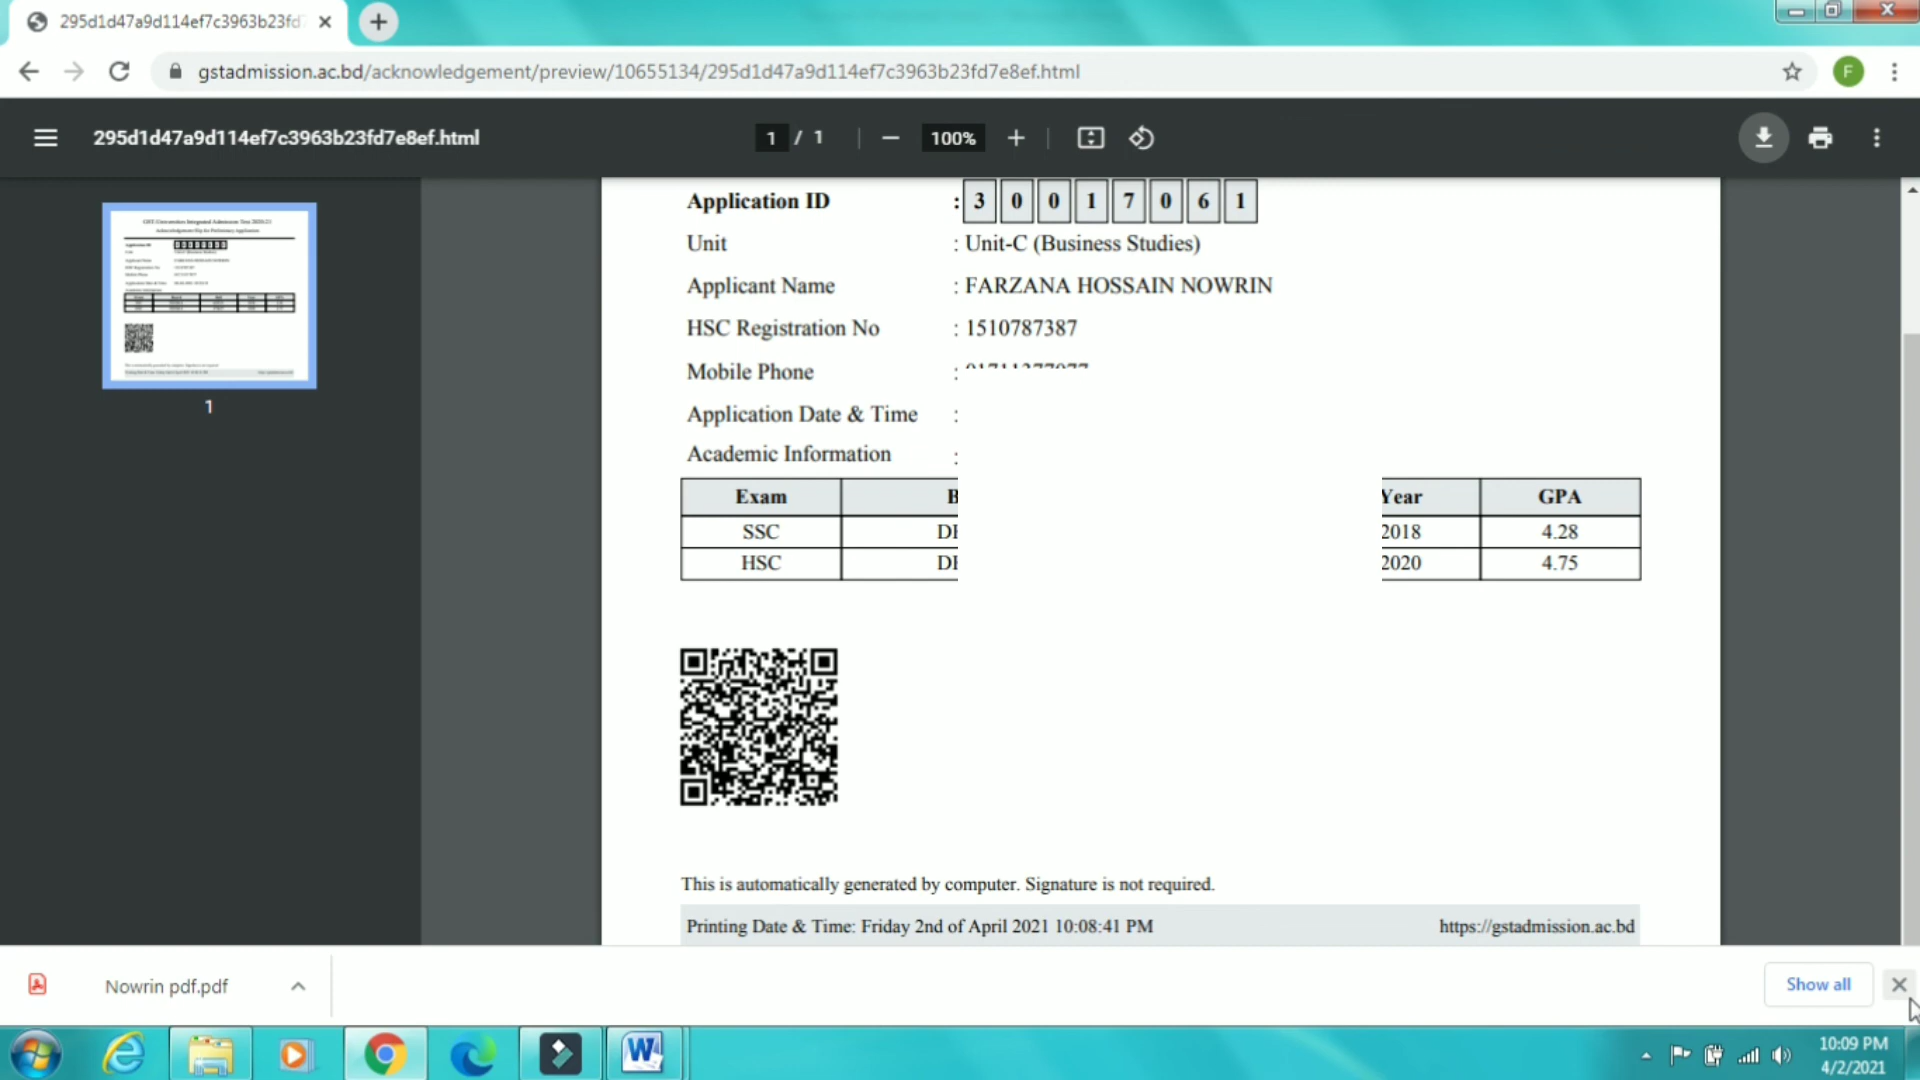 295d1d47a9d114ef7c3963b23fd7
gstadmission.ac.bd/acknowledgement/preview/10655134/295d1d47a9d114ef7c3963b23fd7e8ef.html
F
295d1d47a9d114ef7c3963b23fd7e8ef.html
1 / 1
100%
Application ID : 3 0 0 1 7 0 6 1
Unit : Unit-C (Business Studies)
Applicant Name : FARZANA HOSSAIN NOWRIN
HSC Registration No : 1510787387
Mobile Phone :
Application Date & Time :
Academic Information :
Exam B Year GPA
SSC 2018 4.28
HSC 2020 4.75
1
This is automatically generated by computer. Signature is not required.
Printing Date & Time: Friday 2nd of April 2021 10:08:41 PM https://gstadmission.ac.bd
Nowrin pdf.pdf
Show all
10:09 PM
4/2/2021